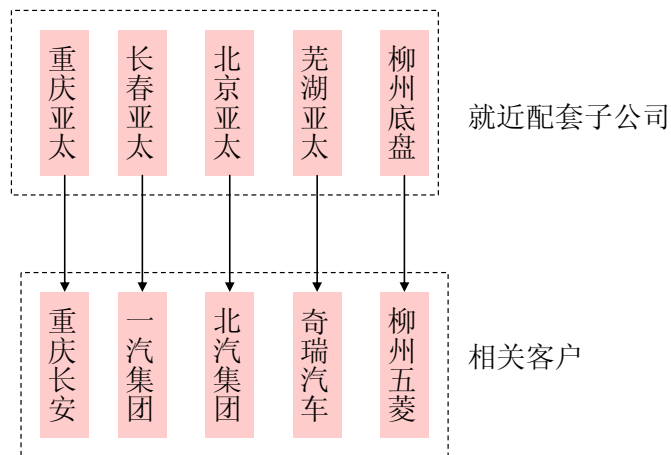 重庆亚太
长春亚太
北京亚太
芜湖亚太
柳州底盘
就近配套子公司
重庆长安
一汽集团
北汽集团
奇瑞汽车
柳州五菱
相关客户